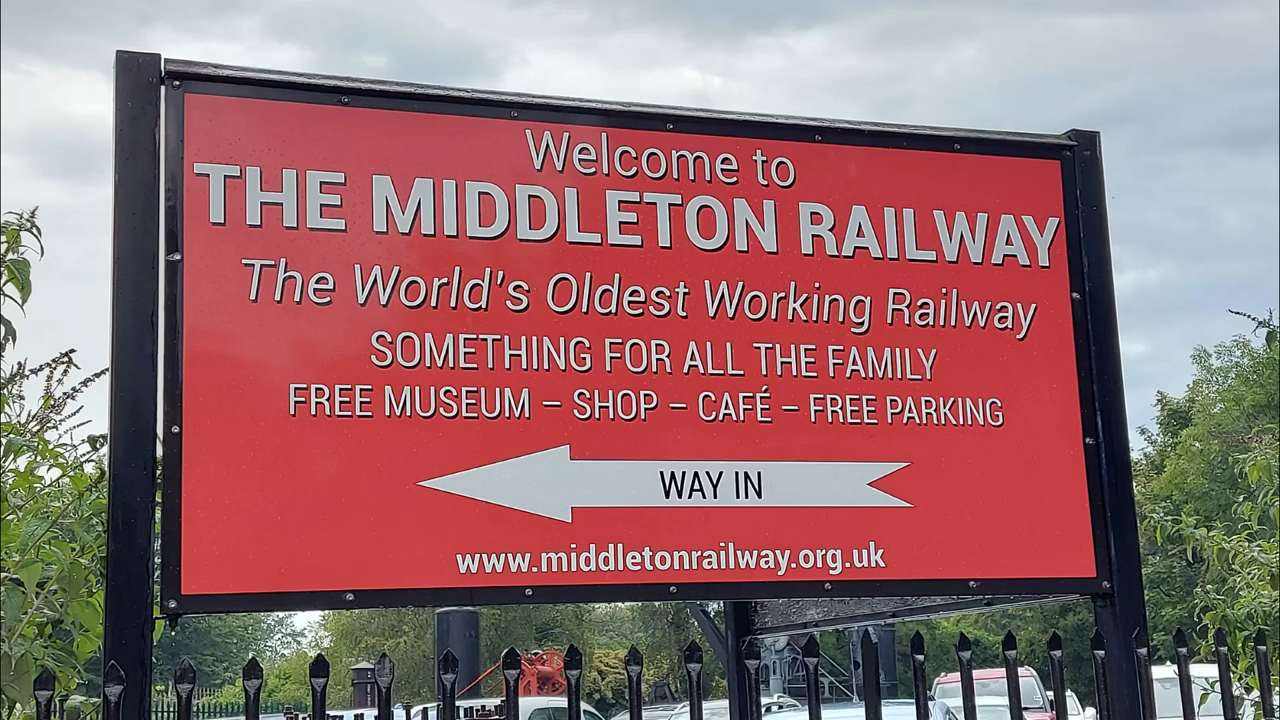 Welcome to
THE MIDDLETON RAILWAY
The World's Oldest Working Railway
SOMETHING FOR ALL THE FAMILY
FREE MUSEUM – SHOP – CAFÉ – FREE PARKING
WAY IN
www.middletonrailway.org.uk